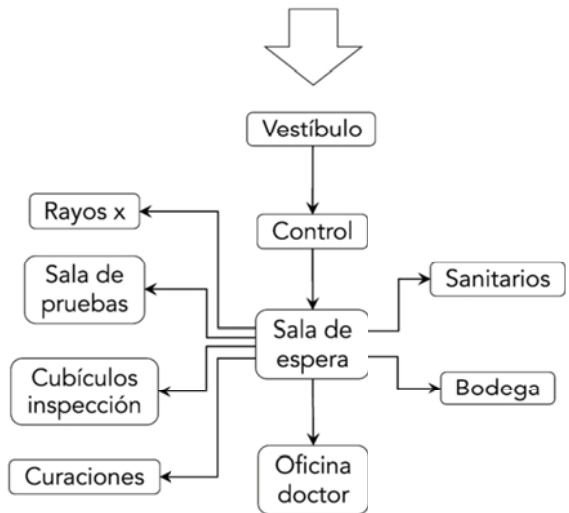 Vestíbulo
Rayos x
Control
Sala de
pruebas
Sanitarios
Sala de
espera
Cubículos
inspección
Bodega
Curaciones
Oficina
doctor